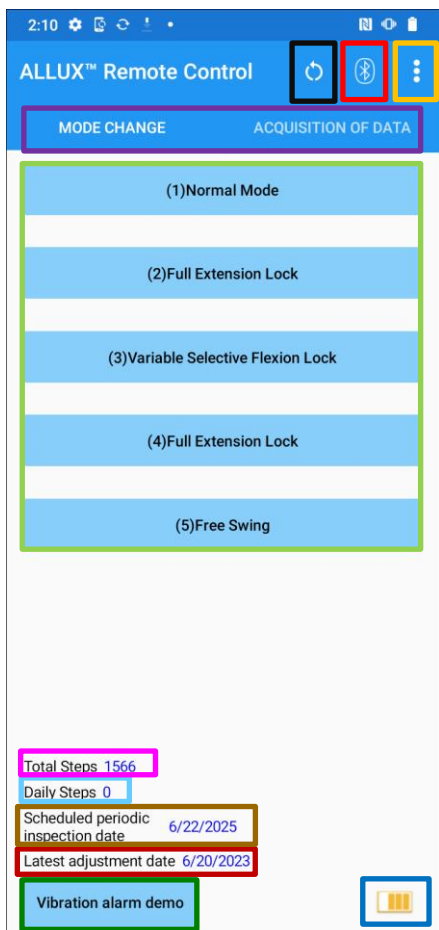 2:10
ALLUX™ Remote Control
MODE CHANGE ACQUISITION OF DATA
(1)Normal Mode
(2)Full Extension Lock
(3)Variable Selective Flexion Lock
(4)Full Extension Lock
(5)Free Swing
Total Steps 1566
Daily Steps 0
Scheduled periodic
inspection date 6/22/2025
Latest adjustment date 6/20/2023
Vibration alarm demo